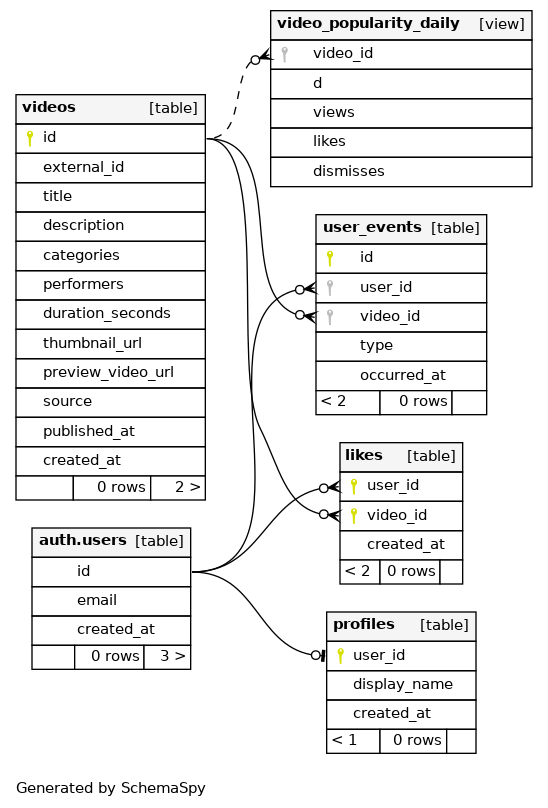 video_popularity_daily [view]
video_id
d
views
likes
dismisses
videos [table]
id
external_id
title
description
categories
performers
duration_seconds
thumbnail_url
preview_video_url
source
published_at
created_at
0 rows 2 >
user_events [table]
id
user_id
video_id
type
occurred_at
< 2 0 rows
likes [table]
user_id
video_id
created_at
< 2 0 rows
auth.users [table]
id
email
created_at
0 rows 3 >
profiles [table]
user_id
display_name
created_at
< 1 0 rows
Generated by SchemaSpy